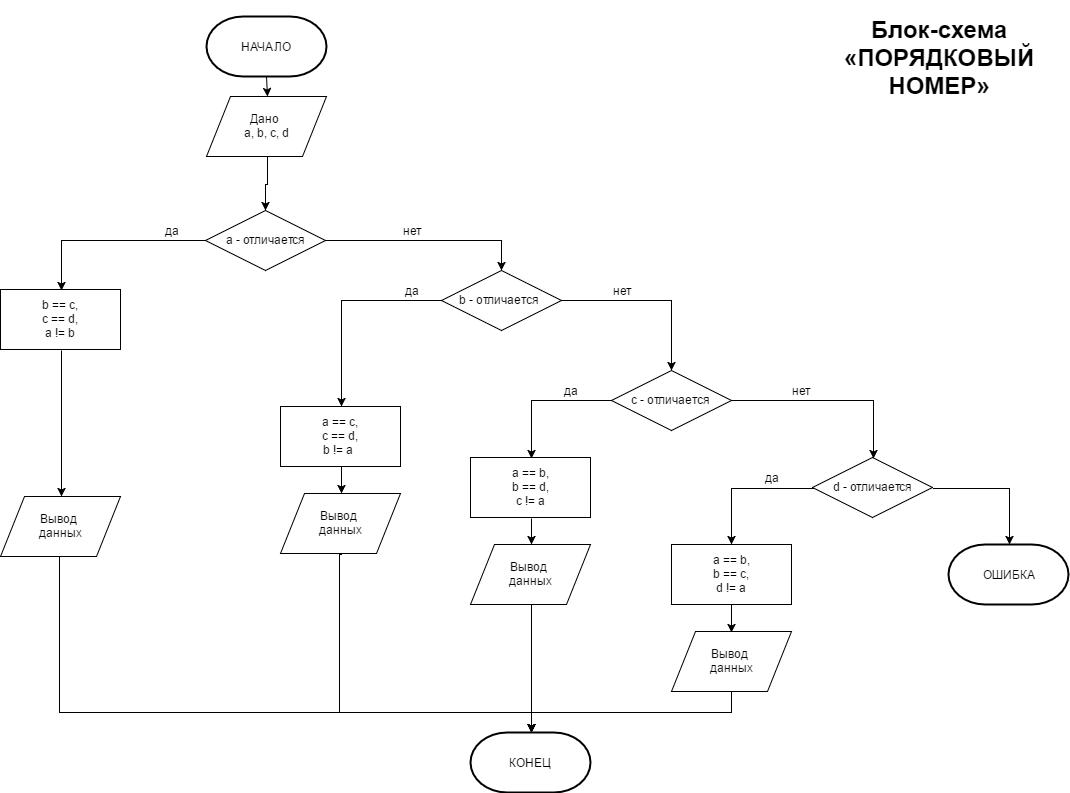 Блок-схема
«ПОРЯДКОВЫЙ
НОМЕР»
НАЧАЛО
Дано
a, b, c, d
a - отличается
да
нет
b == c,
c == d,
a != b
Вывод
данных
b - отличается
да
нет
a == c,
c == d,
b != a
Вывод
данных
c - отличается
да
нет
a == b,
b == d,
c != a
Вывод
данных
d - отличается
да
a == b,
b == c,
d != a
Вывод
данных
ОШИБКА
КОНЕЦ